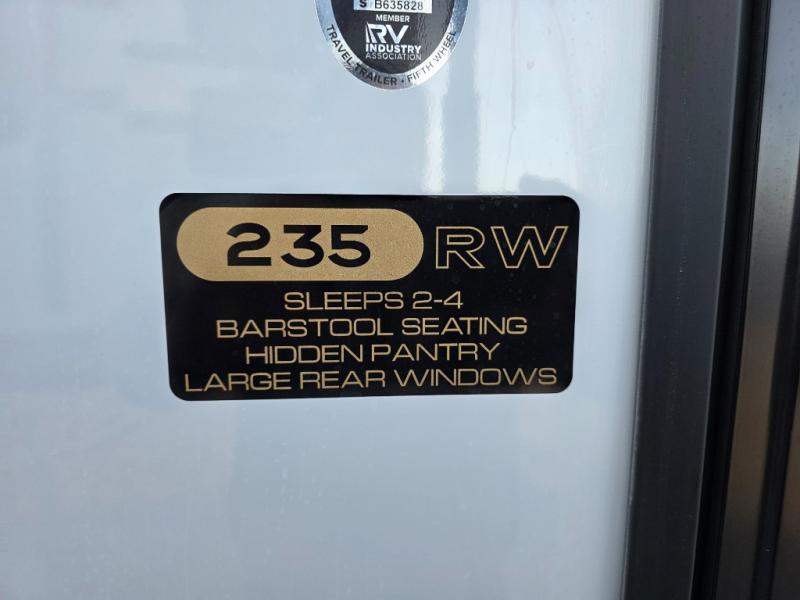 S B635828
MEMBER
RV
INDUSTRY
ASSOCIATION
TRAVEL TRAILER • FIFTH WHEEL
235 RW
SLEEPS 2-4
BARSTOOL SEATING
HIDDEN PANTRY
LARGE REAR WINDOWS